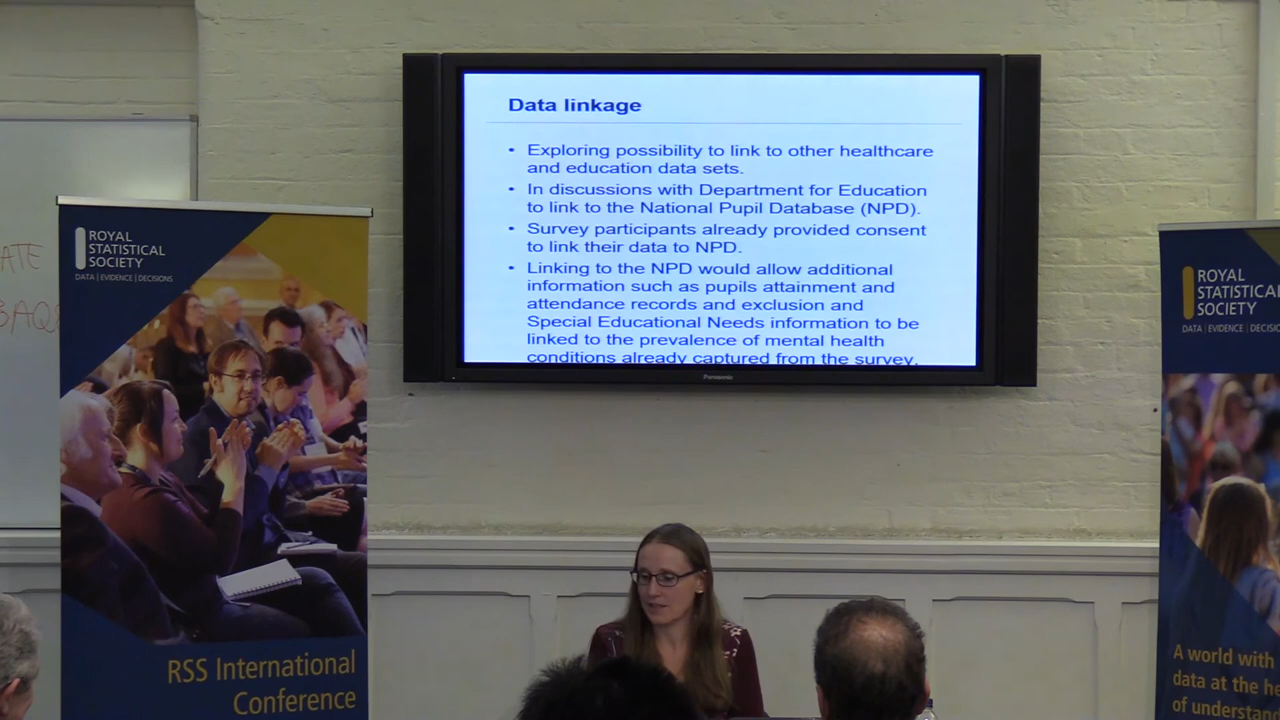 Data linkage
• Exploring possibility to link to other healthcare
and education data sets.
• In discussions with Department for Education
to link to the National Pupil Database (NPD).
• Survey participants already provided consent
to link their data to NPD.
• Linking to the NPD would allow additional
information such as pupils attainment and
attendance records and exclusion and
Special Educational Needs information to be
linked to the prevalence of mental health
conditions already captured from the survey.
Panasonic
ROYAL
STATISTICAL
SOCIETY
DATA | EVIDENCE | DECISIONS
RSS International
Conference
ROYAL
STATISTICAL
SOCIETY
DATA | EVIDENCE
A world with
data at the
of